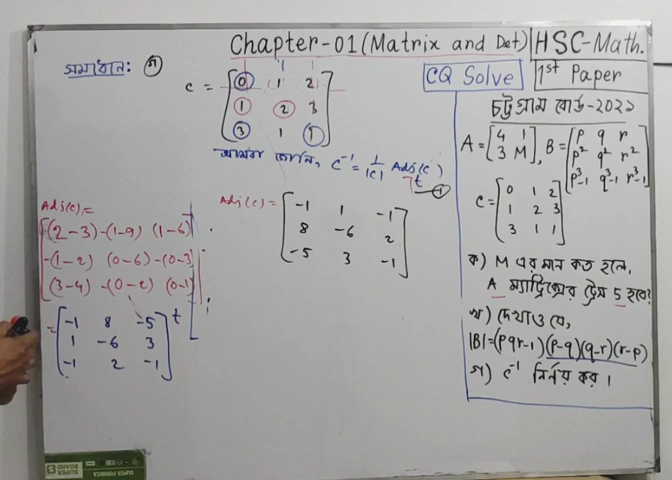 Chapter-01 (Matrix and Det)
HSC-Math.
1st Paper
CQ Solve
সমাধান: গ
C = [0 1 2
1 2 3
3 1 1]
আমরা জানি, C⁻¹ = 1/|C| Adj(C)
Adj(C) =
[(2-3) -(1-9) (1-6)
-(1-2) (0-6) -(0-3)
(3-4) -(0-2) (0-1)]ᵗ
= [-1 8 -5
1 -6 3
-1 2 -1]ᵗ
Adj(C) = [-1 1 -1
8 -6 2
-5 3 -1]
চট্টগ্রাম বোর্ড-২০২১
A = [4 1
3 M], B = [p q r
p² q² r²
p³-1 q³-1 r³-1]
C = [0 1 2
1 2 3
3 1 1]
ক) M এর মান কত হলে,
A ম্যাট্রিক্সের ট্রেস 5 হবে?
খ) দেখাও যে,
|B| = (pqr-1)(p-q)(q-r)(r-p)
গ) C⁻¹ নির্ণয় কর।
SUPER BOARD
SUPER FORMICA